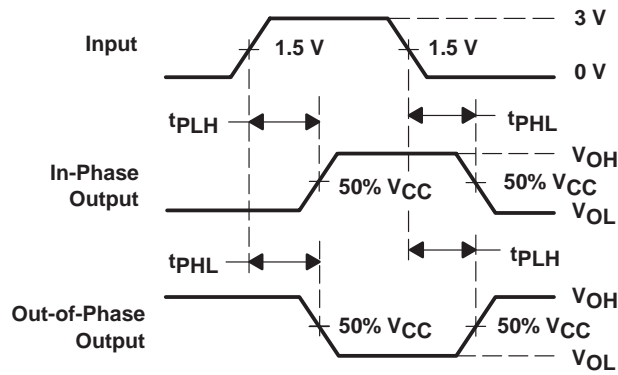 3 V
Input
1.5 V
1.5 V
0 V
tPLH
tPHL
In-Phase
Output
VOH
50% VCC
50% VCC
VOL
tPHL
tPLH
Out-of-Phase
Output
VOH
50% VCC
50% VCC
VOL